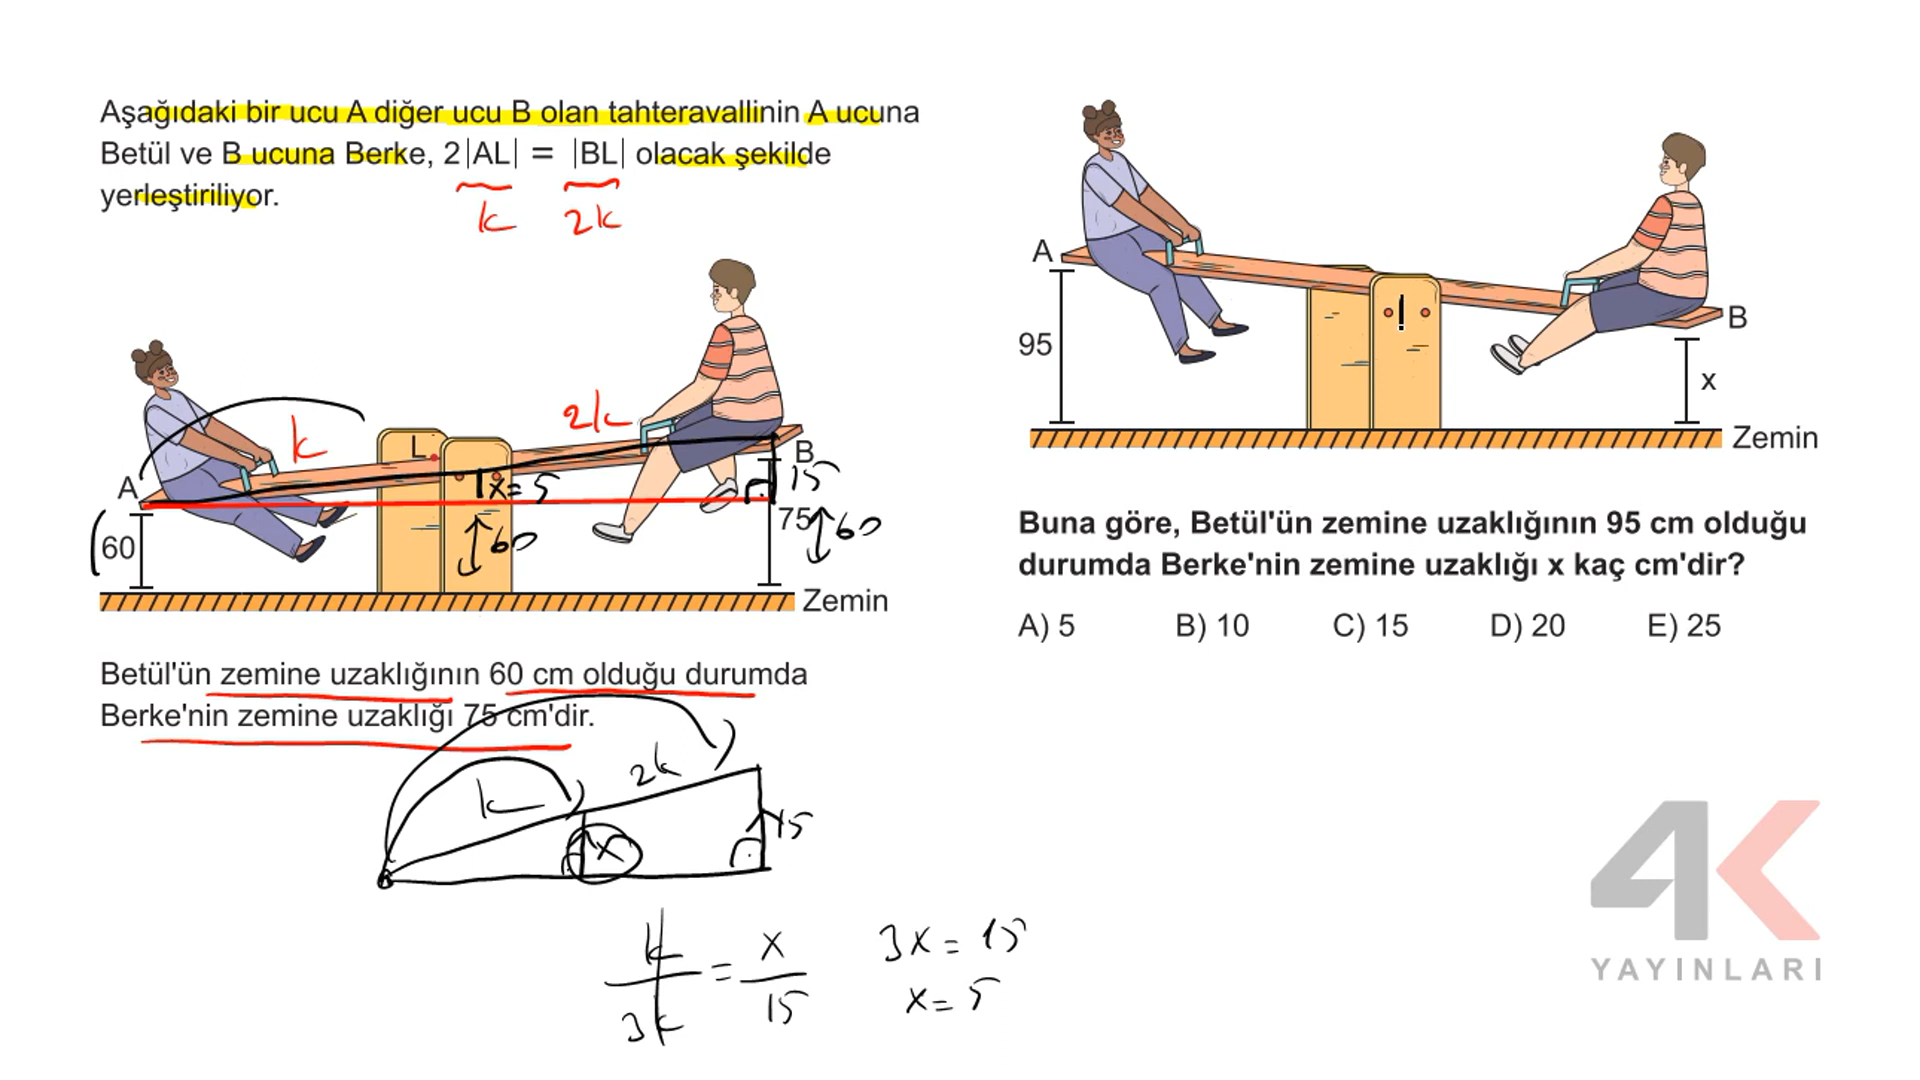 Aşağıdaki bir ucu A diğer ucu B olan tahteravallinin A ucuna
Betül ve B ucuna Berke, 2|AL| = |BL| olacak şekilde
yerleştiriliyor.
k 2k
k 2k
L
A
B
15
x=5
60
75
60
60
Zemin
Betül'ün zemine uzaklığının 60 cm olduğu durumda
Berke'nin zemine uzaklığı 75 cm'dir.
k 2k
x 15
k/3k = x/15
3x = 15
x = 5
A
B
95
x
Zemin
Buna göre, Betül'ün zemine uzaklığının 95 cm olduğu
durumda Berke'nin zemine uzaklığı x kaç cm'dir?
A) 5 B) 10 C) 15 D) 20 E) 25
4K
YAYINLARI